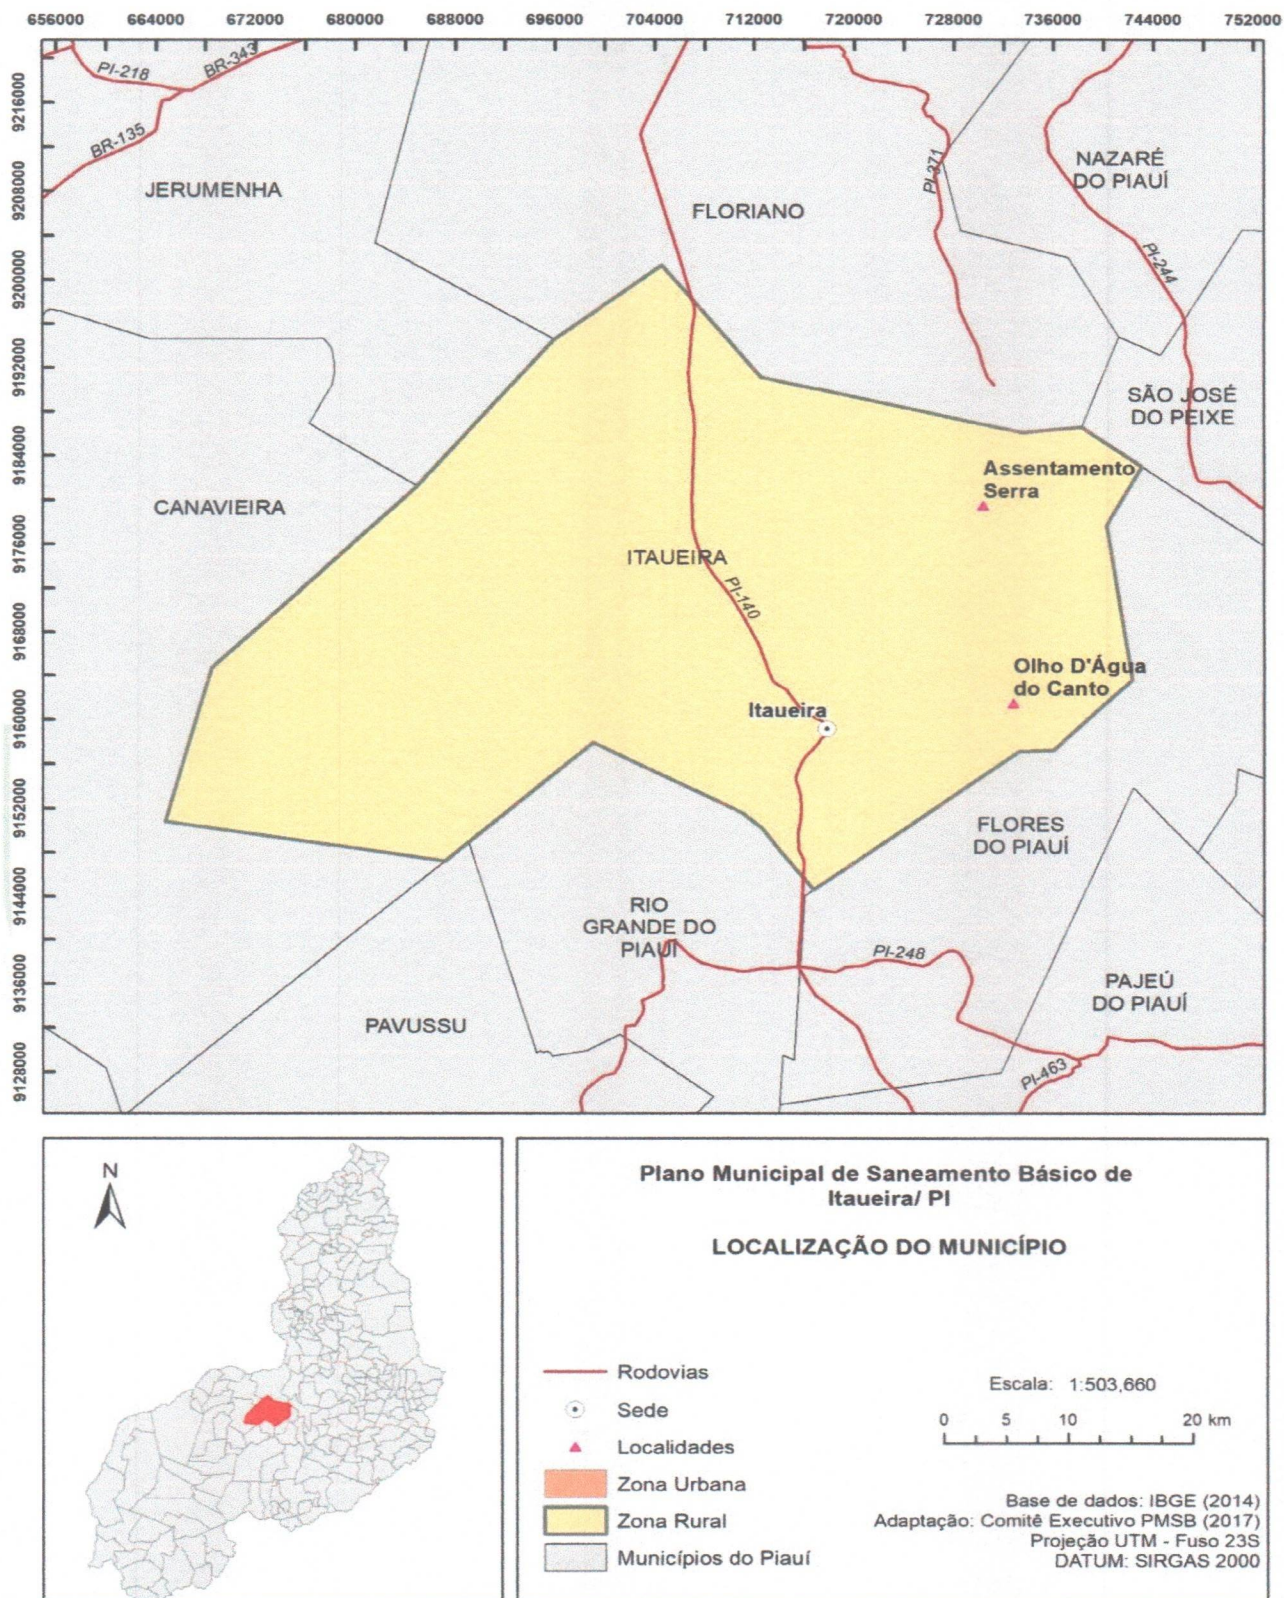 656000 664000 672000 680000 688000 696000 704000 712000 720000 728000 736000 744000 752000
9216000
9208000
9200000
9192000
9184000
9176000
9168000
9160000
9152000
9144000
9136000
9128000
PI-218
BR-343
BR-135
JERUMENHA
FLORIANO
PI-371
NAZARÉ
DO PIAUÍ
PI-244
SÃO JOSÉ
DO PEIXE
CANAVIEIRA
Assentamento
Serra
ITAUEIRA
PI-140
Olho D'Água
do Canto
Itaueira
FLORES
DO PIAUÍ
RIO
GRANDE DO
PIAUÍ
PI-248
PAJEÚ
DO PIAUÍ
PAVUSSU
PI-463
N
Plano Municipal de Saneamento Básico de
Itaueira/ PI
LOCALIZAÇÃO DO MUNICÍPIO
Rodovias
Sede
Localidades
Zona Urbana
Zona Rural
Municípios do Piauí
Escala: 1:503,660
0 5 10 20 km
Base de dados: IBGE (2014)
Adaptação: Comitê Executivo PMSB (2017)
Projeção UTM - Fuso 23S
DATUM: SIRGAS 2000